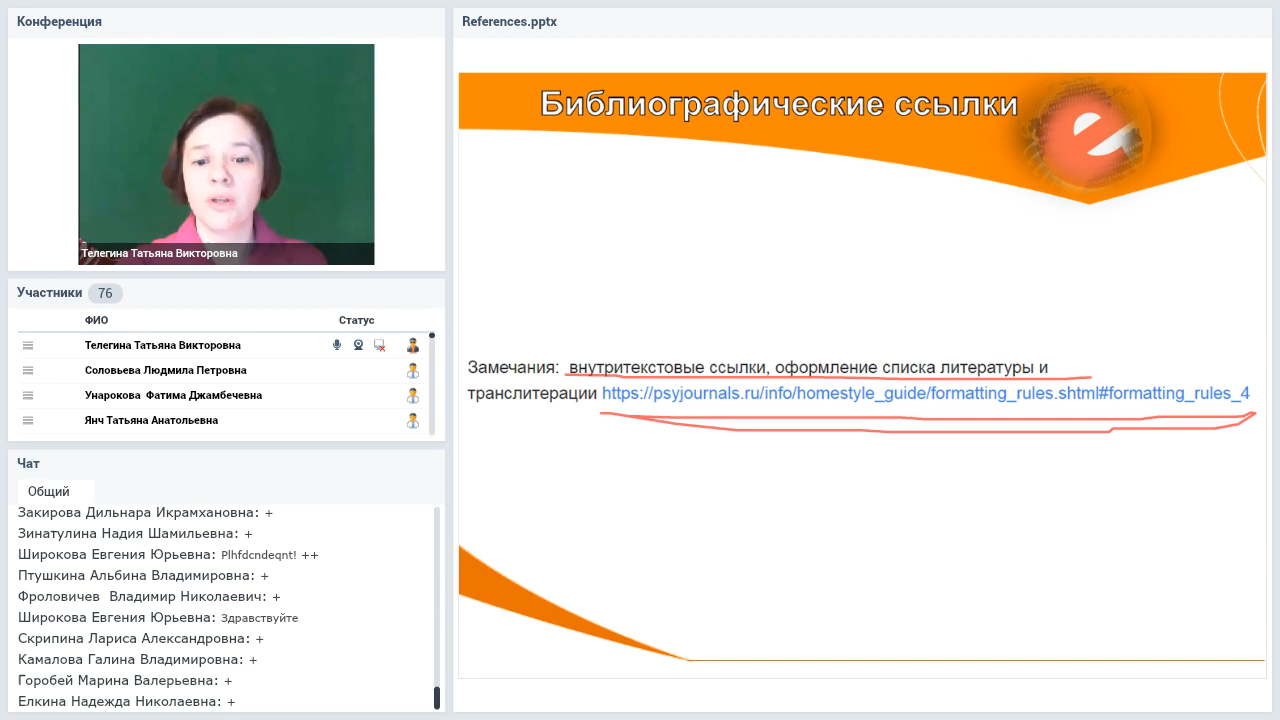 Конференция
Телегина Татьяна Викторовна
Участники 76
ФИО Статус
Телегина Татьяна Викторовна
Соловьева Людмила Петровна
Унарокова Фатима Джамбечевна
Янч Татьяна Анатольевна
Чат
Общий
Закирова Дильнара Икрамхановна: +
Зинатулина Надия Шамильевна: +
Широкова Евгения Юрьевна: Plhfdcndeqnt! ++
Птушкина Альбина Владимировна: +
Фроловичев Владимир Николаевич: +
Широкова Евгения Юрьевна: Здравствуйте
Скрипина Лариса Александровна: +
Камалова Галина Владимировна: +
Горобей Марина Валерьевна: +
Елкина Надежда Николаевна: +
References.pptx
Библиографические ссылки
Замечания: внутритекстовые ссылки, оформление списка литературы и
транслитерации https://psyjournals.ru/info/homestyle_guide/formatting_rules.shtml#formatting_rules_4